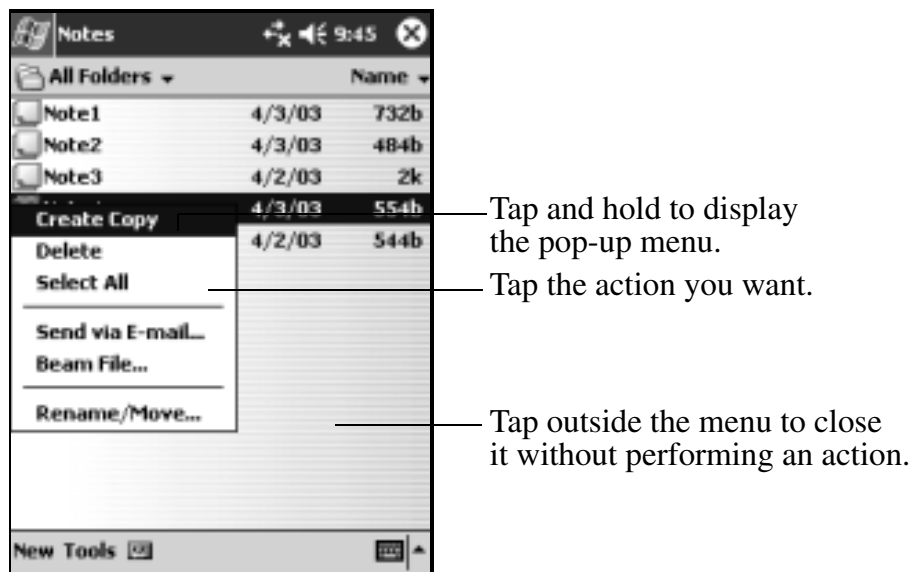 Notes 9:45
All Folders Name
Note1 4/3/03 732b
Note2 4/3/03 484b
Note3 4/2/03 2k
4/3/03 554b
4/2/03 544b
Create Copy
Delete
Select All
Send via E-mail...
Beam File...
Rename/Move...
Tap and hold to display
the pop-up menu.
Tap the action you want.
Tap outside the menu to close
it without performing an action.
New Tools